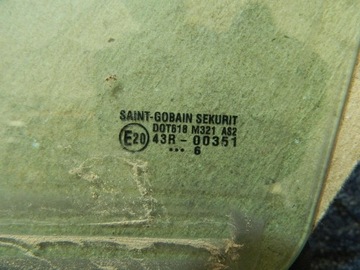 SAINT-GOBAIN SEKURIT
DOT618 M321 AS2
E20 43R - 00351
••• 6